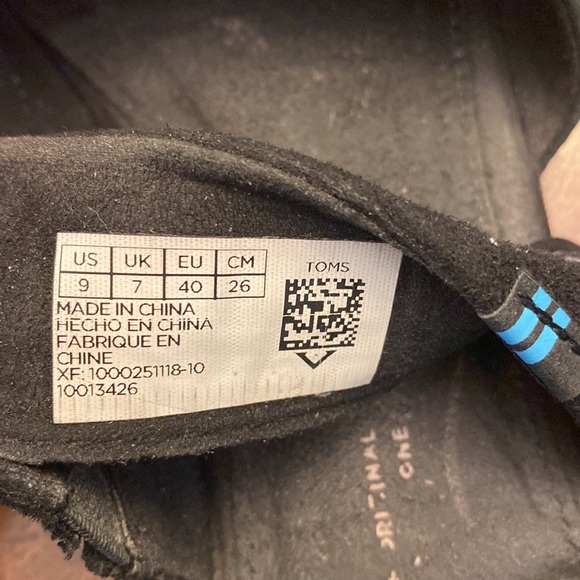 US UK EU CM
9 7 40 26
TOMS
MADE IN CHINA
HECHO EN CHINA
FABRIQUE EN
CHINE
XF: 1000251118-10
10013426